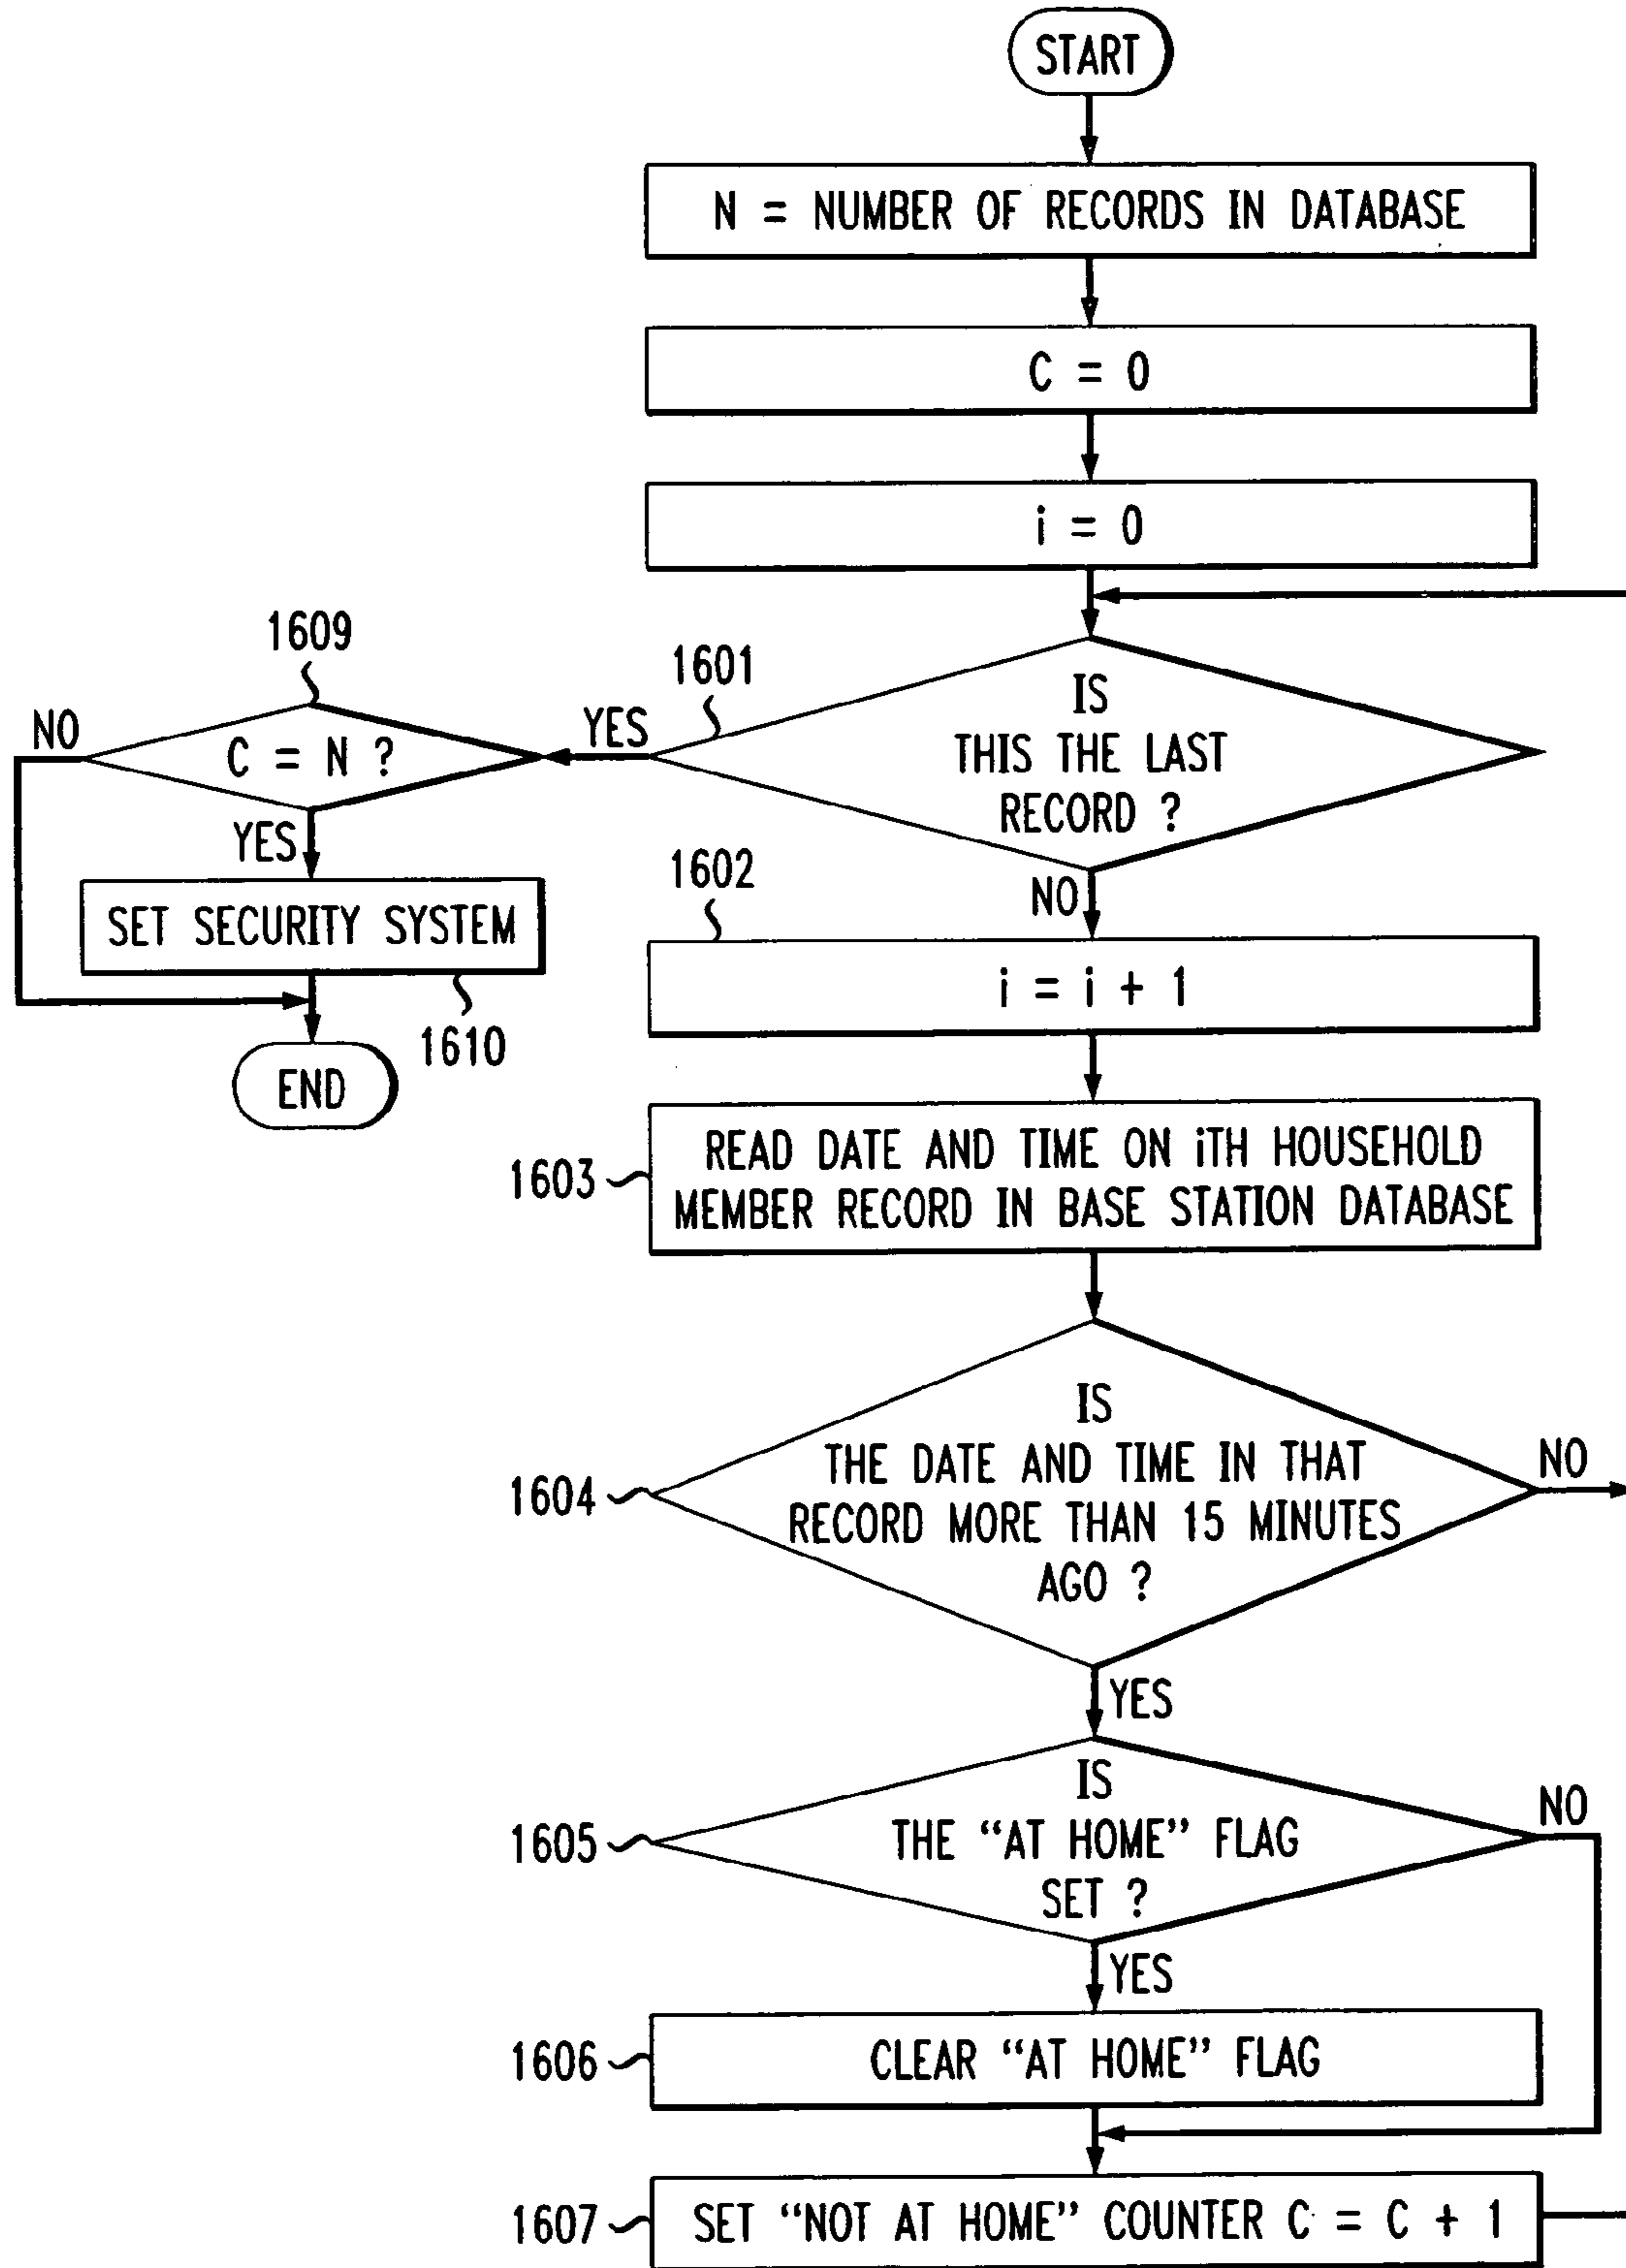 START
N = NUMBER OF RECORDS IN DATABASE
C = 0
i = 0
1609
1601
NO
C = N ?
YES
IS
THIS THE LAST
RECORD ?
YES
1602
NO
SET SECURITY SYSTEM
i = i + 1
1610
END
1603
READ DATE AND TIME ON iTH HOUSEHOLD
MEMBER RECORD IN BASE STATION DATABASE
1604
IS
THE DATE AND TIME IN THAT
RECORD MORE THAN 15 MINUTES
AGO ?
NO
YES
1605
IS
THE “AT HOME” FLAG
SET ?
NO
YES
1606
CLEAR “AT HOME” FLAG
1607
SET “NOT AT HOME” COUNTER C = C + 1